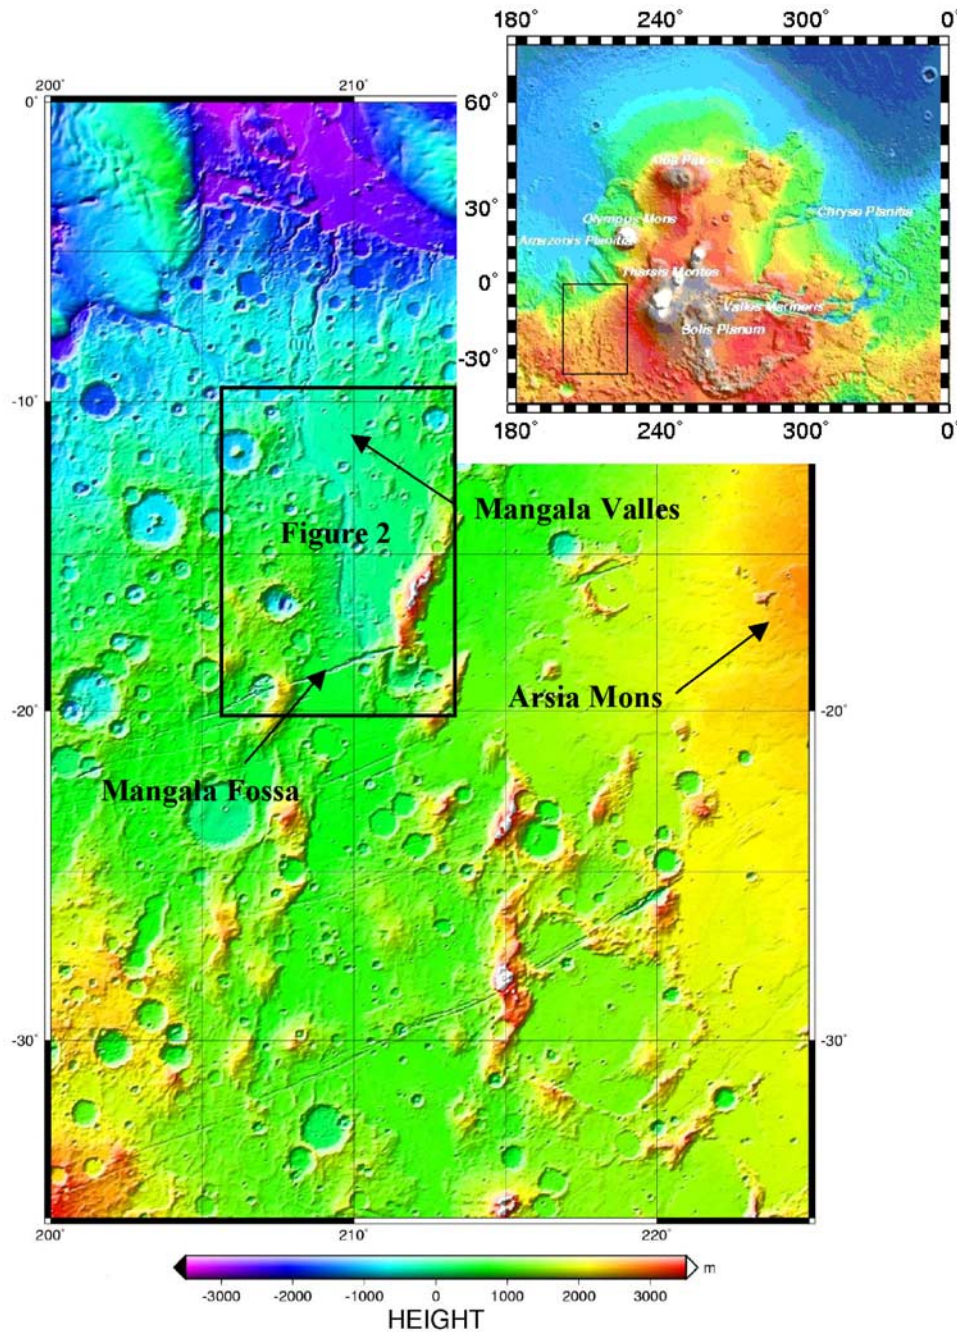 180° 240° 300° 0°
200° 210°
0°
60°
30°
0°
-30°
Alba Patera
Chryse Planitia
Olympus Mons
Amazonis Planitia
Tharsis Montes
Valles Marineris
Solis Planum
-10°
180° 240° 300° 0°
Mangala Valles
Figure 2
Arsia Mons
-20° -20°
Mangala Fossa
-30° -30°
200° 210° 220°
-3000 -2000 -1000 0 1000 2000 3000 m
HEIGHT